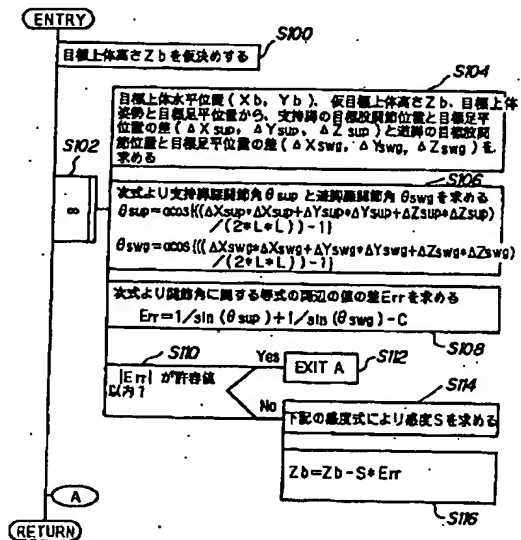 ENTRY
S100
目標上体高さZbを仮決めする
S104
目標上体水平位置(Xb, Yb)、仮目標上体高さZb、目標上体
姿勢と目標足平位置から、支持脚の目標股関節位置と目標足平
位置の差(ΔXsup, ΔYsup, ΔZsup)と遊脚の目標股関
節位置と目標足平位置の差(ΔXswg, ΔYswg, ΔZswg)を
求める
S102
∞
S106
次式より支持脚膝関節角θsupと遊脚膝関節角θswgを求める
θsup=acos{((ΔXsup*ΔXsup+ΔYsup*ΔYsup+ΔZsup*ΔZsup)
/(2*L*L))-1}
θswg=acos{((ΔXswg*ΔXswg+ΔYswg*ΔYswg+ΔZswg*ΔZswg)
/(2*L*L))-1}
次式より関節角に関する等式の両辺の値の差Errを求める
Err=1/sin(θsup)+1/sin(θswg)-C
S108
S110
|Err|が許容値
以内?
Yes
EXIT A
S112
No
S114
下記の感度式により感度Sを求める
Zb=Zb-S*Err
S116
A
RETURN